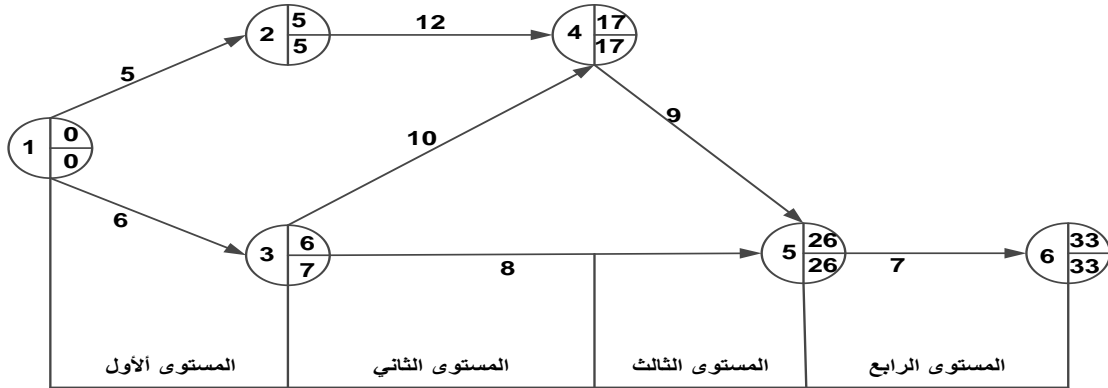 2 5 5
12
4 17 17
5
1 0 0
10
9
6
3 6 7
8
5 26 26
7
6 33 33
المستوى ألأول
المستوى الثاني
المستوى الثالث
المستوى الرابع